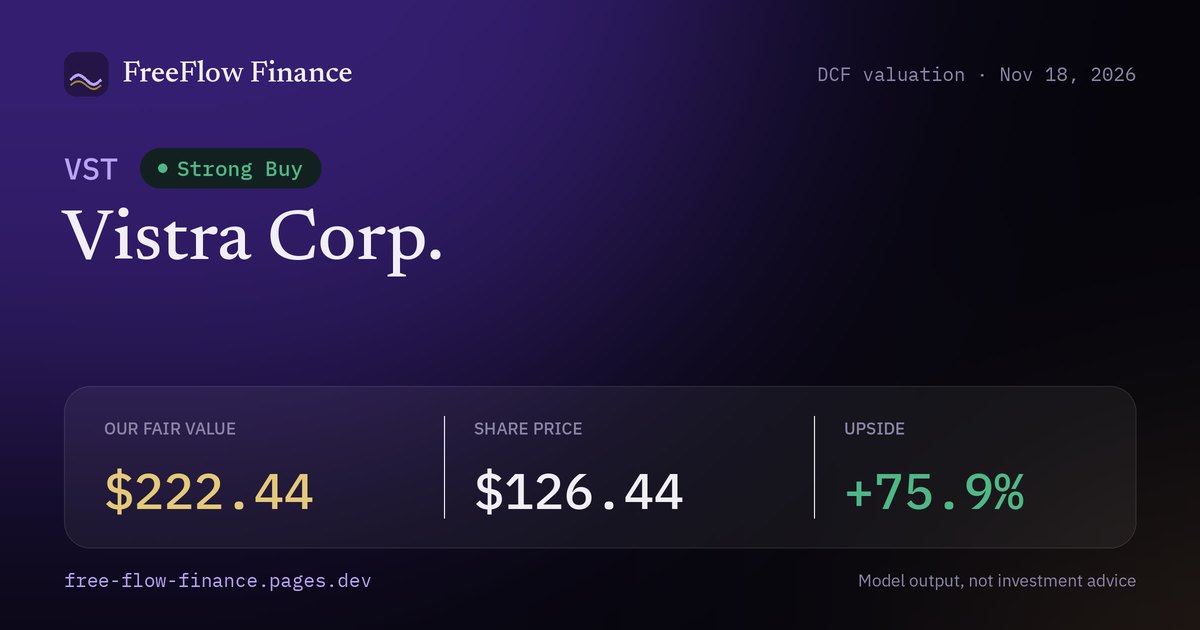 FreeFlow Finance
DCF valuation · Nov 18, 2026
VST
Strong Buy
Vistra Corp.
OUR FAIR VALUE
$222.44
SHARE PRICE
$126.44
UPSIDE
+75.9%
free-flow-finance.pages.dev
Model output, not investment advice